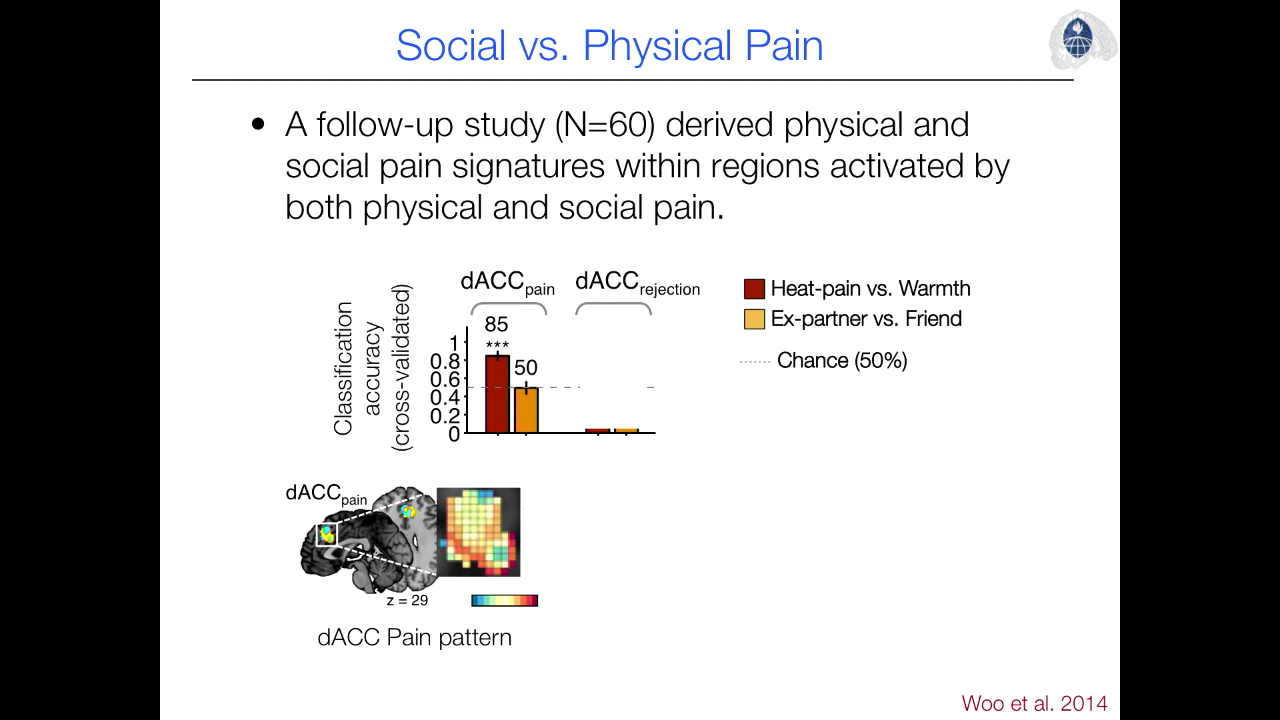 Social vs. Physical Pain
• A follow-up study (N=60) derived physical and
social pain signatures within regions activated by
both physical and social pain.
dACCpain
dACCrejection
Heat-pain vs. Warmth
Ex-partner vs. Friend
Chance (50%)
Classification
accuracy
(cross-validated)
85
***
50
1
0.8
0.6
0.4
0.2
0
dACCpain
z = 29
dACC Pain pattern
Woo et al. 2014